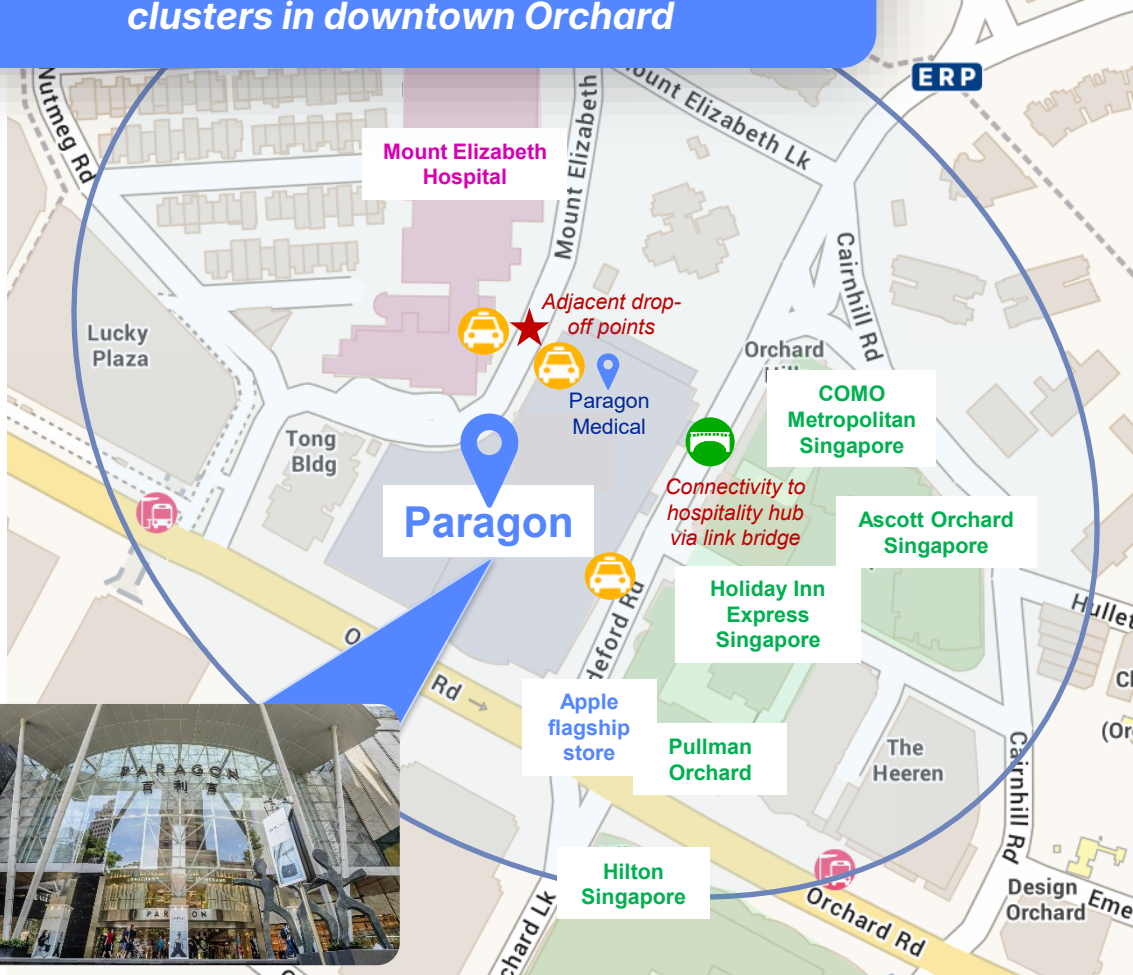 clusters in downtown Orchard
ERP
Nutmeg Rd
Mount Elizabeth
Mount Elizabeth Lk
Mount Elizabeth
Hospital
Cairnhill Rd
Adjacent drop-
off points
Lucky
Plaza
Orchard
Paragon
Medical
COMO
Metropolitan
Singapore
Tong
Bldg
Connectivity to
hospitality hub
via link bridge
Paragon
Ascott Orchard
Singapore
Holiday Inn
Express
Singapore
Rd
Apple
flagship
store
Pullman
Orchard
The
Heeren
Cairnhill Rd
PARAGON
百利宫
PARAGON
Hilton
Singapore
Orchard Rd
Design
Orchard